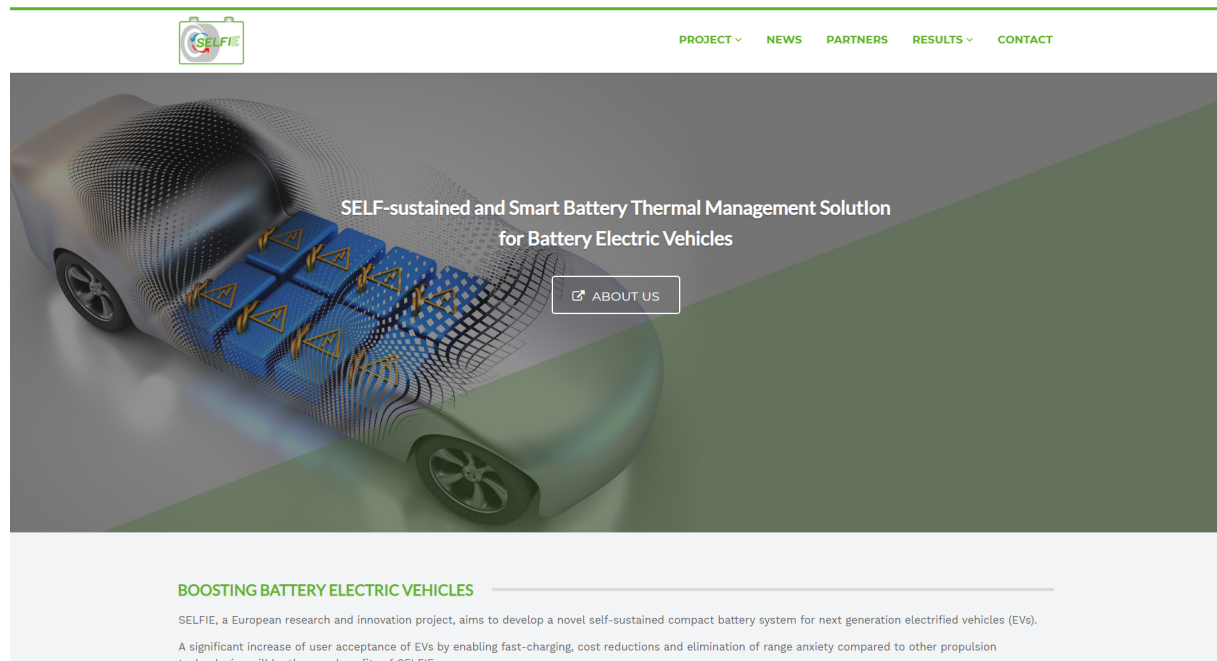 SELFIE
PROJECT
NEWS
PARTNERS
RESULTS
CONTACT
SELF-sustained and Smart Battery Thermal Management SolutIon
for Battery Electric Vehicles
ABOUT US
BOOSTING BATTERY ELECTRIC VEHICLES
SELFIE, a European research and innovation project, aims to develop a novel self-sustained compact battery system for next generation electrified vehicles (EVs).
A significant increase of user acceptance of EVs by enabling fast-charging, cost reductions and elimination of range anxiety compared to other propulsion